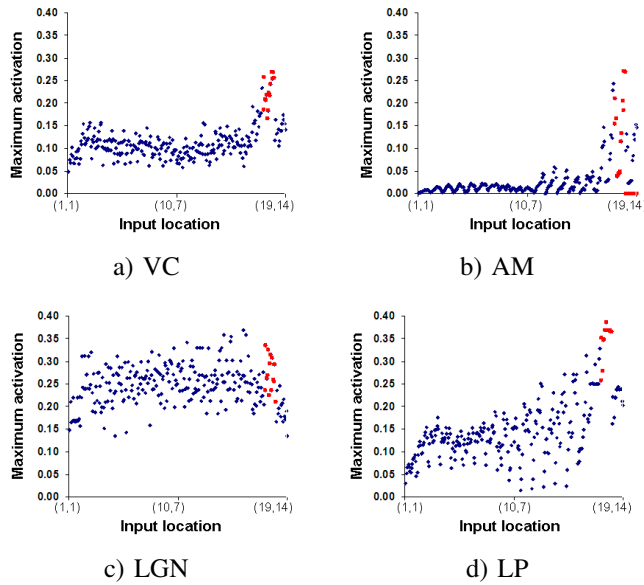 Maximum activation
0.40
0.35
0.30
0.25
0.20
0.15
0.10
0.05
0.00
(1,1) (10,7) (19,14)
Input location
a) VC
Maximum activation
0.40
0.35
0.30
0.25
0.20
0.15
0.10
0.05
0.00
(1,1) (10,7) (19,14)
Input location
b) AM
Maximum activation
0.40
0.35
0.30
0.25
0.20
0.15
0.10
0.05
0.00
(1,1) (10,7) (19,14)
Input location
c) LGN
Maximum activation
0.40
0.35
0.30
0.25
0.20
0.15
0.10
0.05
0.00
(1,1) (10,7) (19,14)
Input location
d) LP